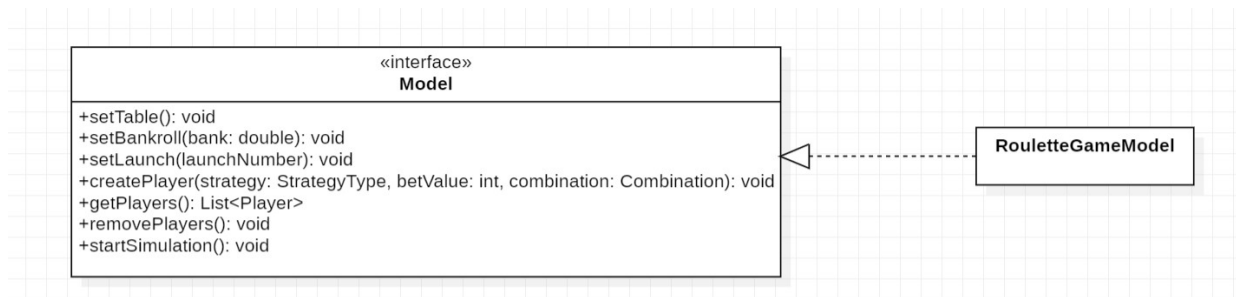 «interface»
Model
+setTable(): void
+setBankroll(bank: double): void
+setLaunch(launchNumber): void
+createPlayer(strategy: StrategyType, betValue: int, combination: Combination): void
+getPlayers(): List<Player>
+removePlayers(): void
+startSimulation(): void
RouletteGameModel